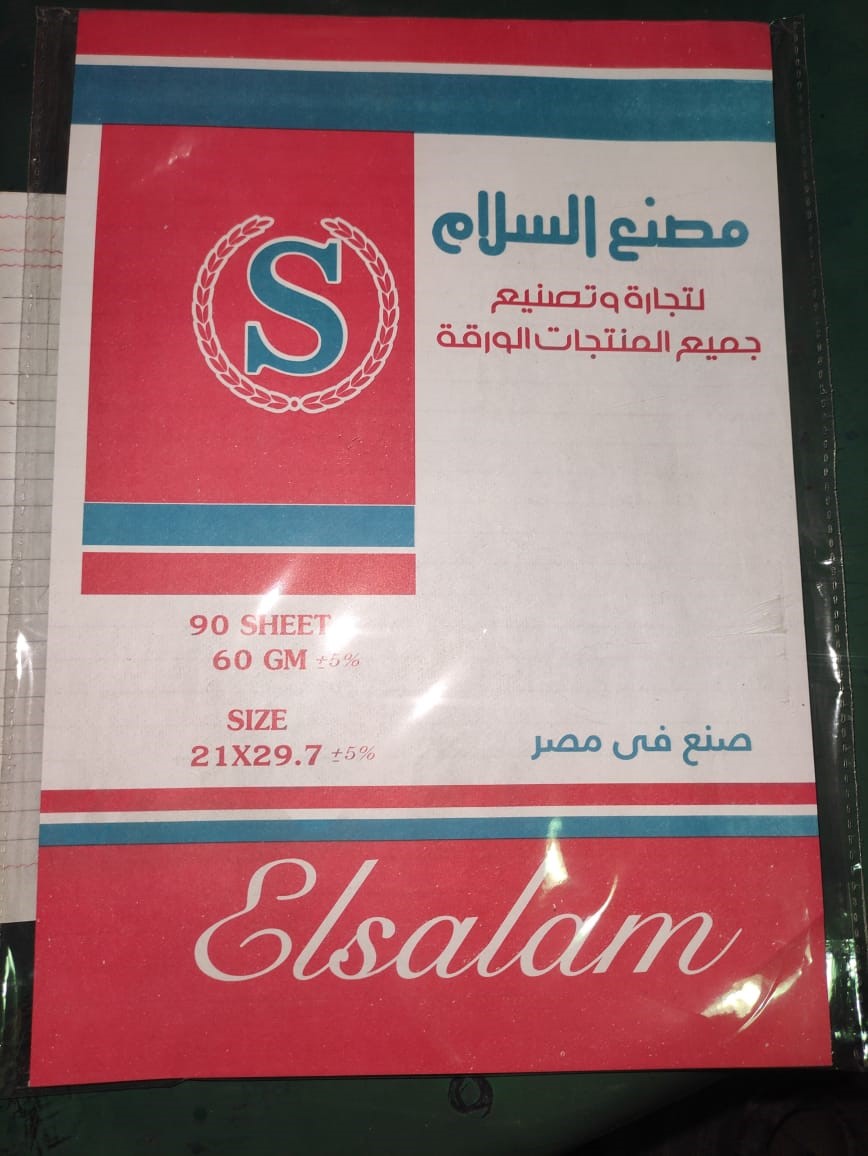 S
مصنع السلام
لتجارة وتصنيع
جميع المنتجات الورقة
90 SHEET
60 GM ±5%
SIZE
21X29.7 ±5%
صنع فى مصر
Elsalam